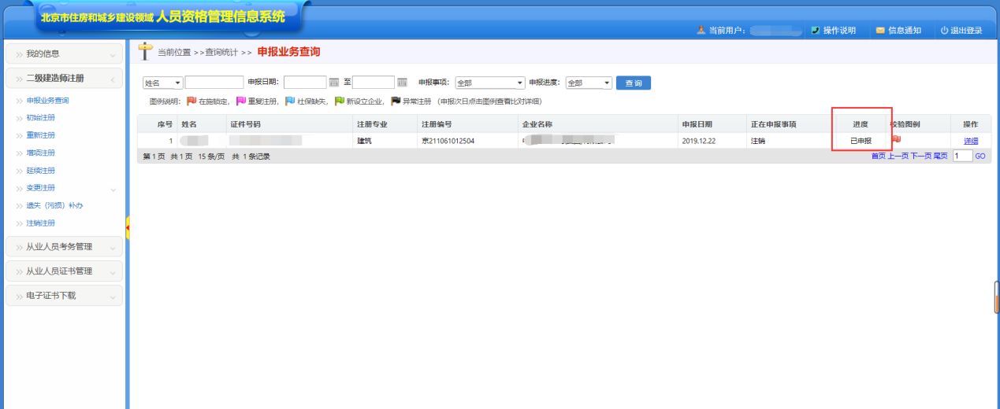 北京市住房和城乡建设领域 人员资格管理信息系统
当前用户： 操作说明 信息通知 退出登录
我的信息
二级建造师注册
申报业务查询
初始注册
重新注册
增项注册
延续注册
变更注册
遗失（污损）补办
注销注册
从业人员考务管理
从业人员证书管理
电子证书下载
当前位置 >>查询统计 >> 申报业务查询
姓名 申报日期： 至 申报事项： 全部 申报进度： 全部 查 询
图例说明： 在施锁定， 重复注册， 社保缺失， 新设立企业， 异常注册 （申报次日点击图例查看比对详细）
序号 姓名 证件号码 注册专业 注册编号 企业名称 申报日期 正在申报事项 进度 校验图例 操作
1 建筑 京211061012504 2019.12.22 注销 已申报 详细
第 1 页 共 1 页 15 条/页 共 1 条记录 首页 上一页 下一页 尾页 1 GO